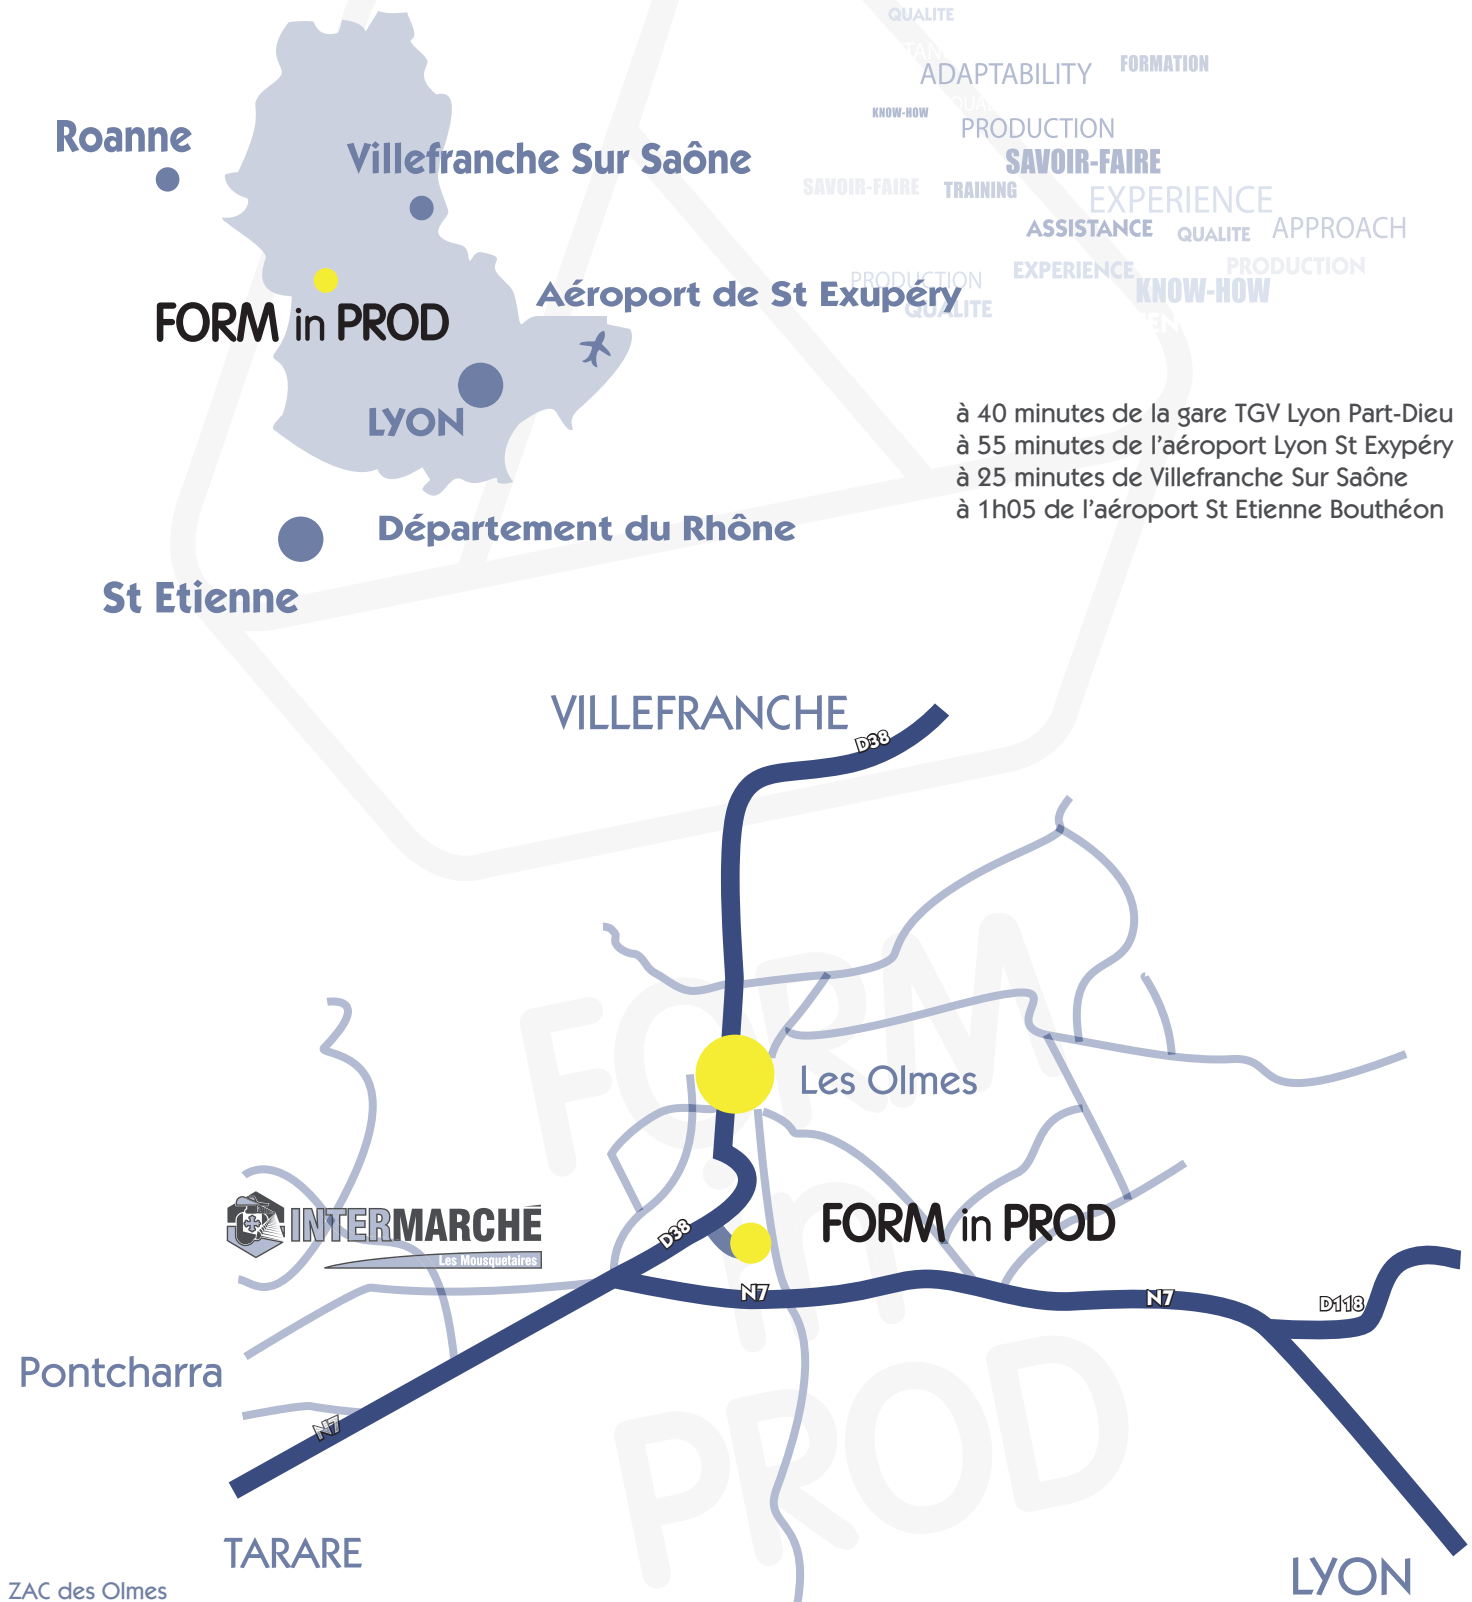 QUALITE
ADAPTABILITY
FORMATION
KNOW-HOW
PRODUCTION
SAVOIR-FAIRE
SAVOIR-FAIRE
TRAINING
EXPERIENCE
ASSISTANCE
QUALITE
APPROACH
PRODUCTION
EXPERIENCE
PRODUCTION
KNOW-HOW
QUALITE
Roanne
Villefranche Sur Saône
Aéroport de St Exupéry
FORM in PROD
LYON
à 40 minutes de la gare TGV Lyon Part-Dieu
à 55 minutes de l'aéroport Lyon St Exypéry
à 25 minutes de Villefranche Sur Saône
à 1h05 de l'aéroport St Etienne Bouthéon
Département du Rhône
St Etienne
VILLEFRANCHE
D38
FORM
in
PROD
Les Olmes
INTERMARCHÉ
Les Mousquetaires
D38
FORM in PROD
N7
N7
D118
Pontcharra
N7
TARARE
LYON
ZAC des Olmes